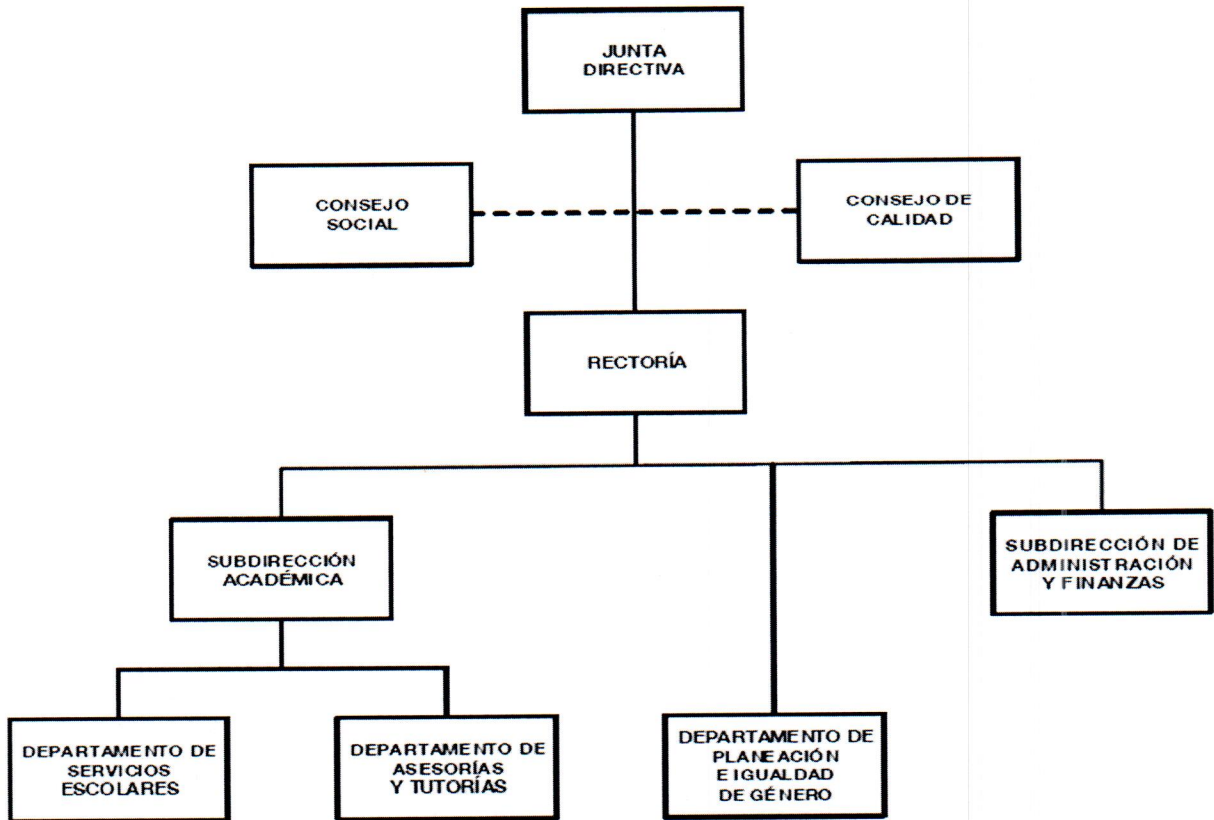 JUNTA
DIRECTIVA
CONSEJO
SOCIAL
CONSEJO DE
CALIDAD
RECTORÍA
SUBDIRECCIÓN
ACADÉMICA
SUBDIRECCIÓN DE
ADMINISTRACIÓN
Y FINANZAS
DEPARTAMENTO DE
SERVICIOS
ESCOLARES
DEPARTAMENTO DE
ASESORÍAS
Y TUTORÍAS
DEPARTAMENTO DE
PLANEACIÓN
E IGUALDAD
DE GÉNERO